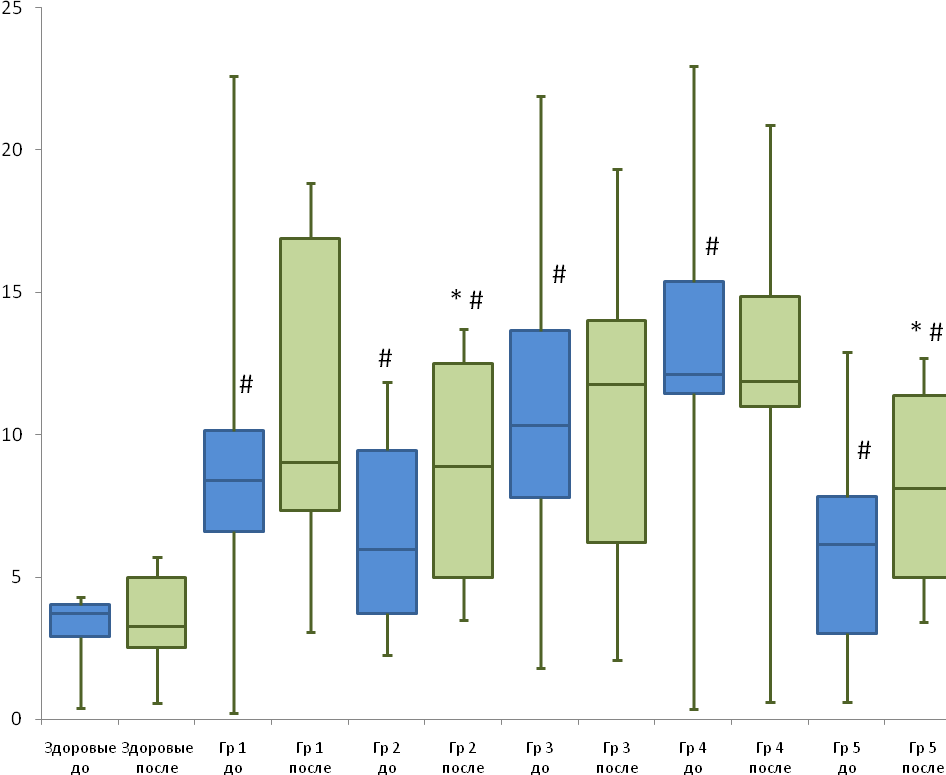 25
20
15
10
5
0
#
#
* #
#
#
#
* #
Здоровые до
Здоровые после
Гр 1 до
Гр 1 после
Гр 2 до
Гр 2 после
Гр 3 до
Гр 3 после
Гр 4 до
Гр 4 после
Гр 5 до
Гр 5 после